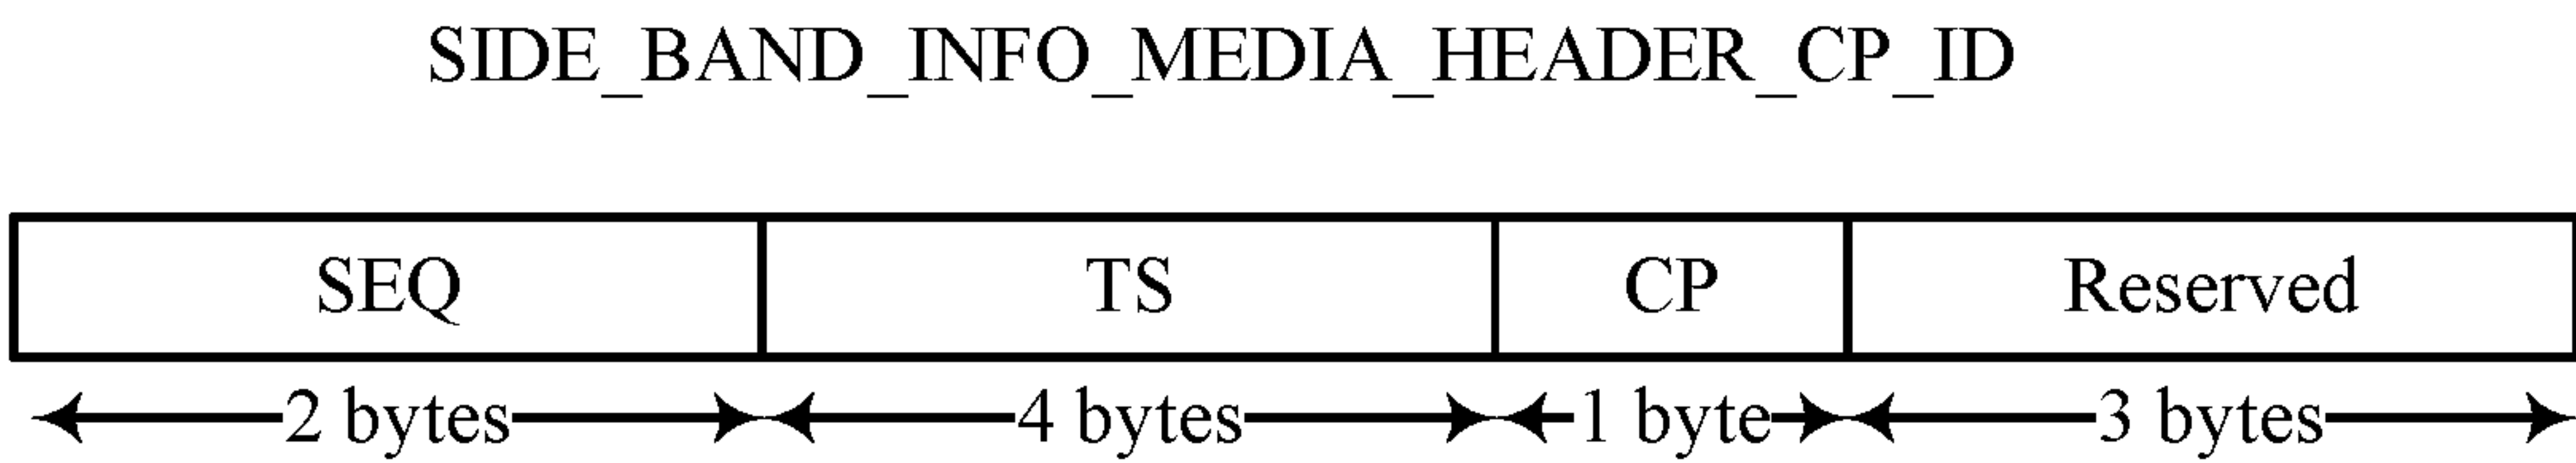 SIDE_BAND_INFO_MEDIA_HEADER_CP_ID
SEQ TS CP Reserved
2 bytes 4 bytes 1 byte 3 bytes